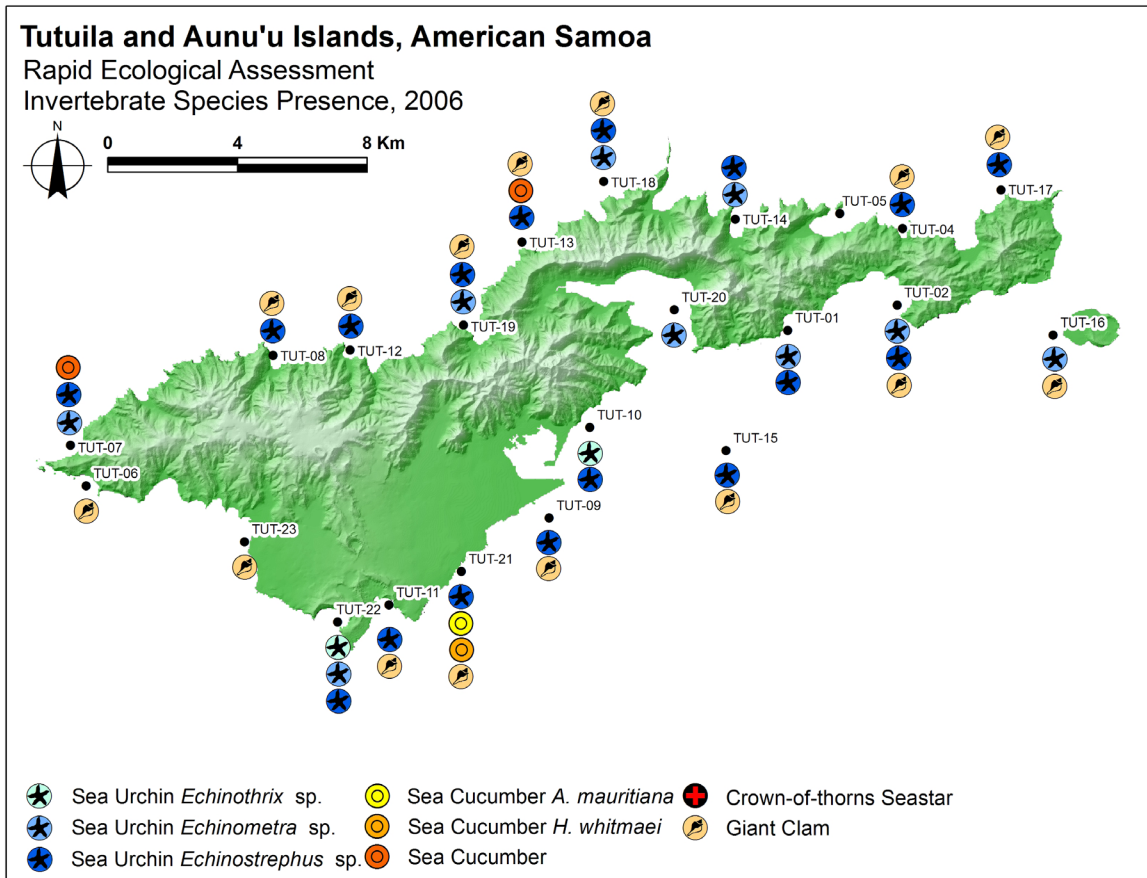 Tutuila and Aunu'u Islands, American Samoa
Rapid Ecological Assessment
Invertebrate Species Presence, 2006
N
0 4 8 Km
TUT-18
TUT-17
TUT-05
TUT-14
TUT-04
TUT-13
TUT-20
TUT-02
TUT-19
TUT-01
TUT-16
TUT-08
TUT-12
TUT-10
TUT-07
TUT-15
TUT-06
TUT-09
TUT-23
TUT-21
TUT-11
TUT-22
Sea Urchin Echinothrix sp.
Sea Urchin Echinometra sp.
Sea Urchin Echinostrephus sp.
Sea Cucumber A. mauritiana
Sea Cucumber H. whitmaei
Sea Cucumber
Crown-of-thorns Seastar
Giant Clam